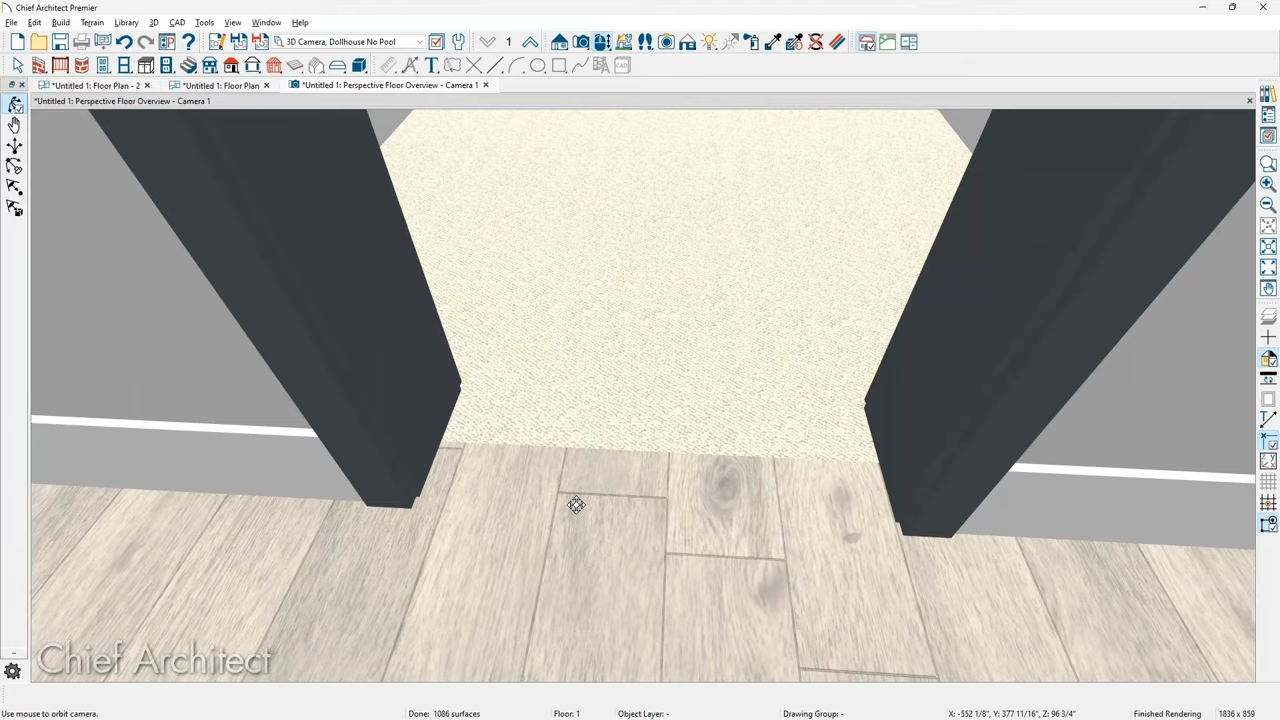 Chief Architect Premier
File Edit Build Terrain Library 3D CAD Tools View Window Help
3D Camera, Dollhouse No Pool
1
*Untitled 1: Floor Plan - 2
*Untitled 1: Floor Plan
*Untitled 1: Perspective Floor Overview - Camera 1
*Untitled 1: Perspective Floor Overview - Camera 1
Chief Architect
Use mouse to orbit camera. Done: 1086 surfaces Floor: 1 Object Layer: - Drawing Group: - X: -552 1/8", Y: 377 11/16", Z: 96 3/4" Finished Rendering 1836 x 859